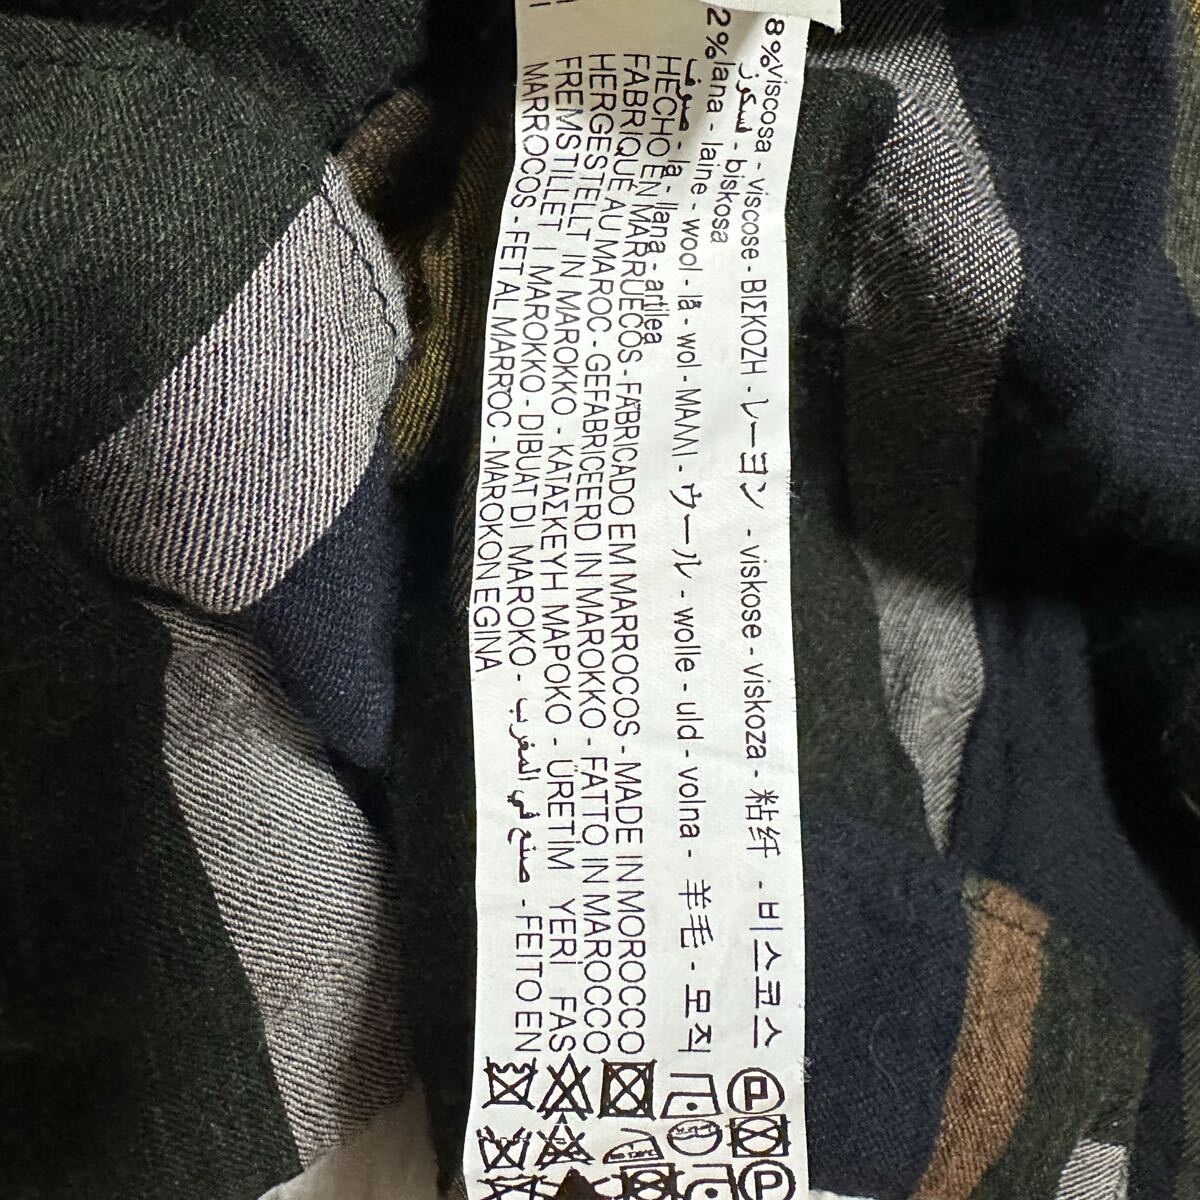 8%viscosa - viscose - ΒΙΣΚΟΖΗ - レーヨン - viskose - viskoza - 粘纤 - 비스코스
- biskosa
2%lana - laine - wool - lå - wol - ΜΑΛΛΙ - ウール - wolle - uld - volna - 羊毛 - 모직
صوف - lã - llana - artilea
HECHO EN MARRUECOS - FABRICADO EM MARROCOS - MADE IN MOROCCO
FABRIQUÉ AU MAROC - GEFABRICEERD IN MAROKKO - FATTO IN MAROCCO
HERGESTELLT IN MAROKKO - ΚΑΤΑΣΚΕΥΗ ΜΑΡΟΚΟ - ÜRETİM YERİ FAS
FREMSTILLET I MAROKKO - DIBUAT DI MAROKO - صنع في المغرب - FEITO EN
MARROCOS - FET AL MARROC - MAROKON EGINA
P
P